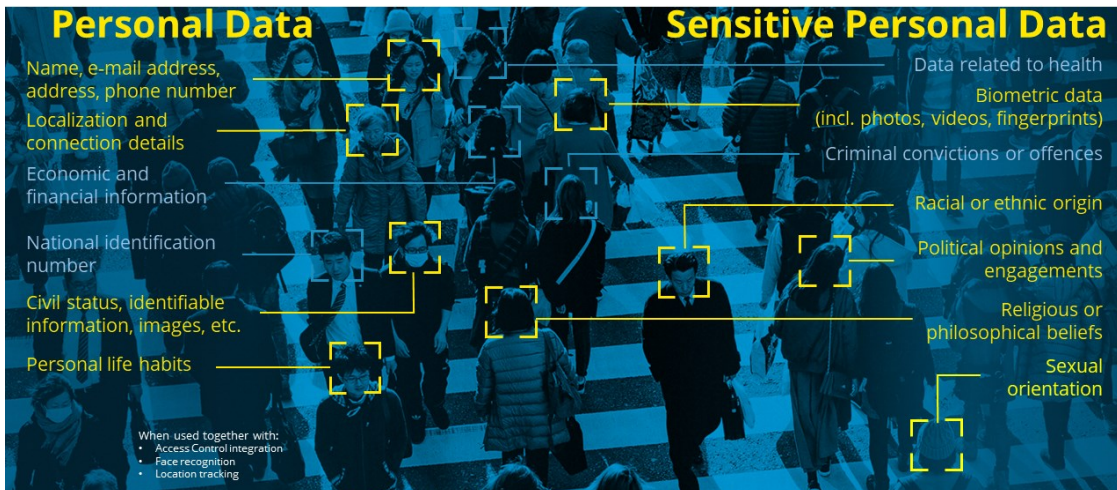 Personal Data
Name, e-mail address,
address, phone number
Localization and
connection details
Economic and
financial information
National identification
number
Civil status, identifiable
information, images, etc.
Personal life habits
When used together with:
• Access Control integration
• Face recognition
• Location tracking
Sensitive Personal Data
Data related to health
Biometric data
(incl. photos, videos, fingerprints)
Criminal convictions or offences
Racial or ethnic origin
Political opinions and
engagements
Religious or
philosophical beliefs
Sexual
orientation